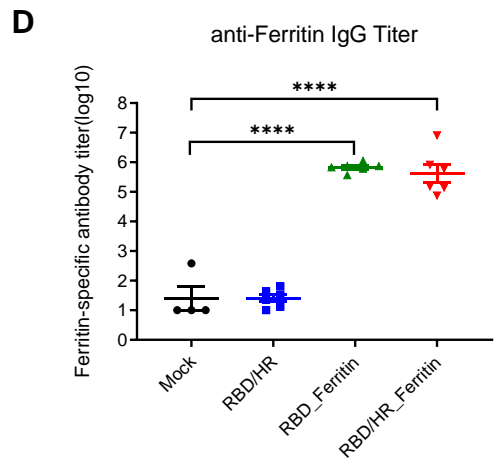 D
anti-Ferritin IgG Titer
Ferritin-specific antibody titer(log10)
****
****
8
7
6
5
4
3
2
1
0
Mock
RBD/HR
RBD_Ferritin
RBD/HR_Ferritin